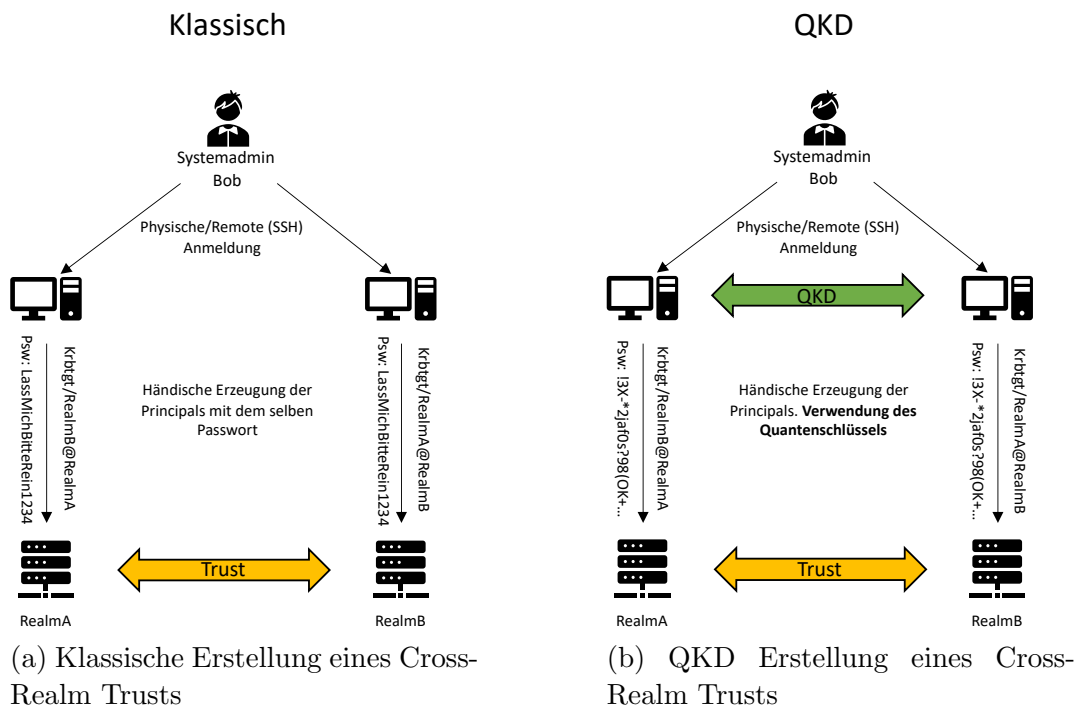 Klassisch
Systemadmin
Bob
Physische/Remote (SSH)
Anmeldung
Psw: LassMichBitteRein1234
Krbtgt/RealmB@RealmA
Händische Erzeugung der
Principals mit dem selben
Passwort
Psw: LassMichBitteRein1234
Krbtgt/RealmA@RealmB
Trust
RealmA
RealmB
(a) Klassische Erstellung eines Cross-
Realm Trusts
QKD
Systemadmin
Bob
Physische/Remote (SSH)
Anmeldung
QKD
Psw: !3X-*2jaf0s?98(OK+...
Krbtgt/RealmB@RealmA
Händische Erzeugung der
Principals. Verwendung des
Quantenschlüssels
Psw: !3X-*2jaf0s?98(OK+...
Krbtgt/RealmA@RealmB
Trust
RealmA
RealmB
(b) QKD Erstellung eines Cross-
Realm Trusts